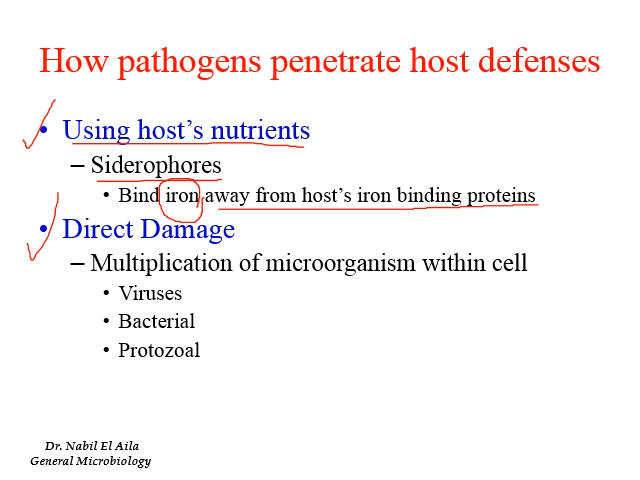 How pathogens penetrate host defenses
• Using host's nutrients
– Siderophores
• Bind iron away from host's iron binding proteins
• Direct Damage
– Multiplication of microorganism within cell
• Viruses
• Bacterial
• Protozoal
Dr. Nabil El Aila
General Microbiology